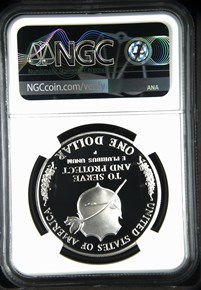 NGC
NGCcoin.com/
ANA
UNITED STATES OF AMERICA
TO SERVE
AND PROTECT
E PLURIBUS UNUM
P
ONE DOLLAR